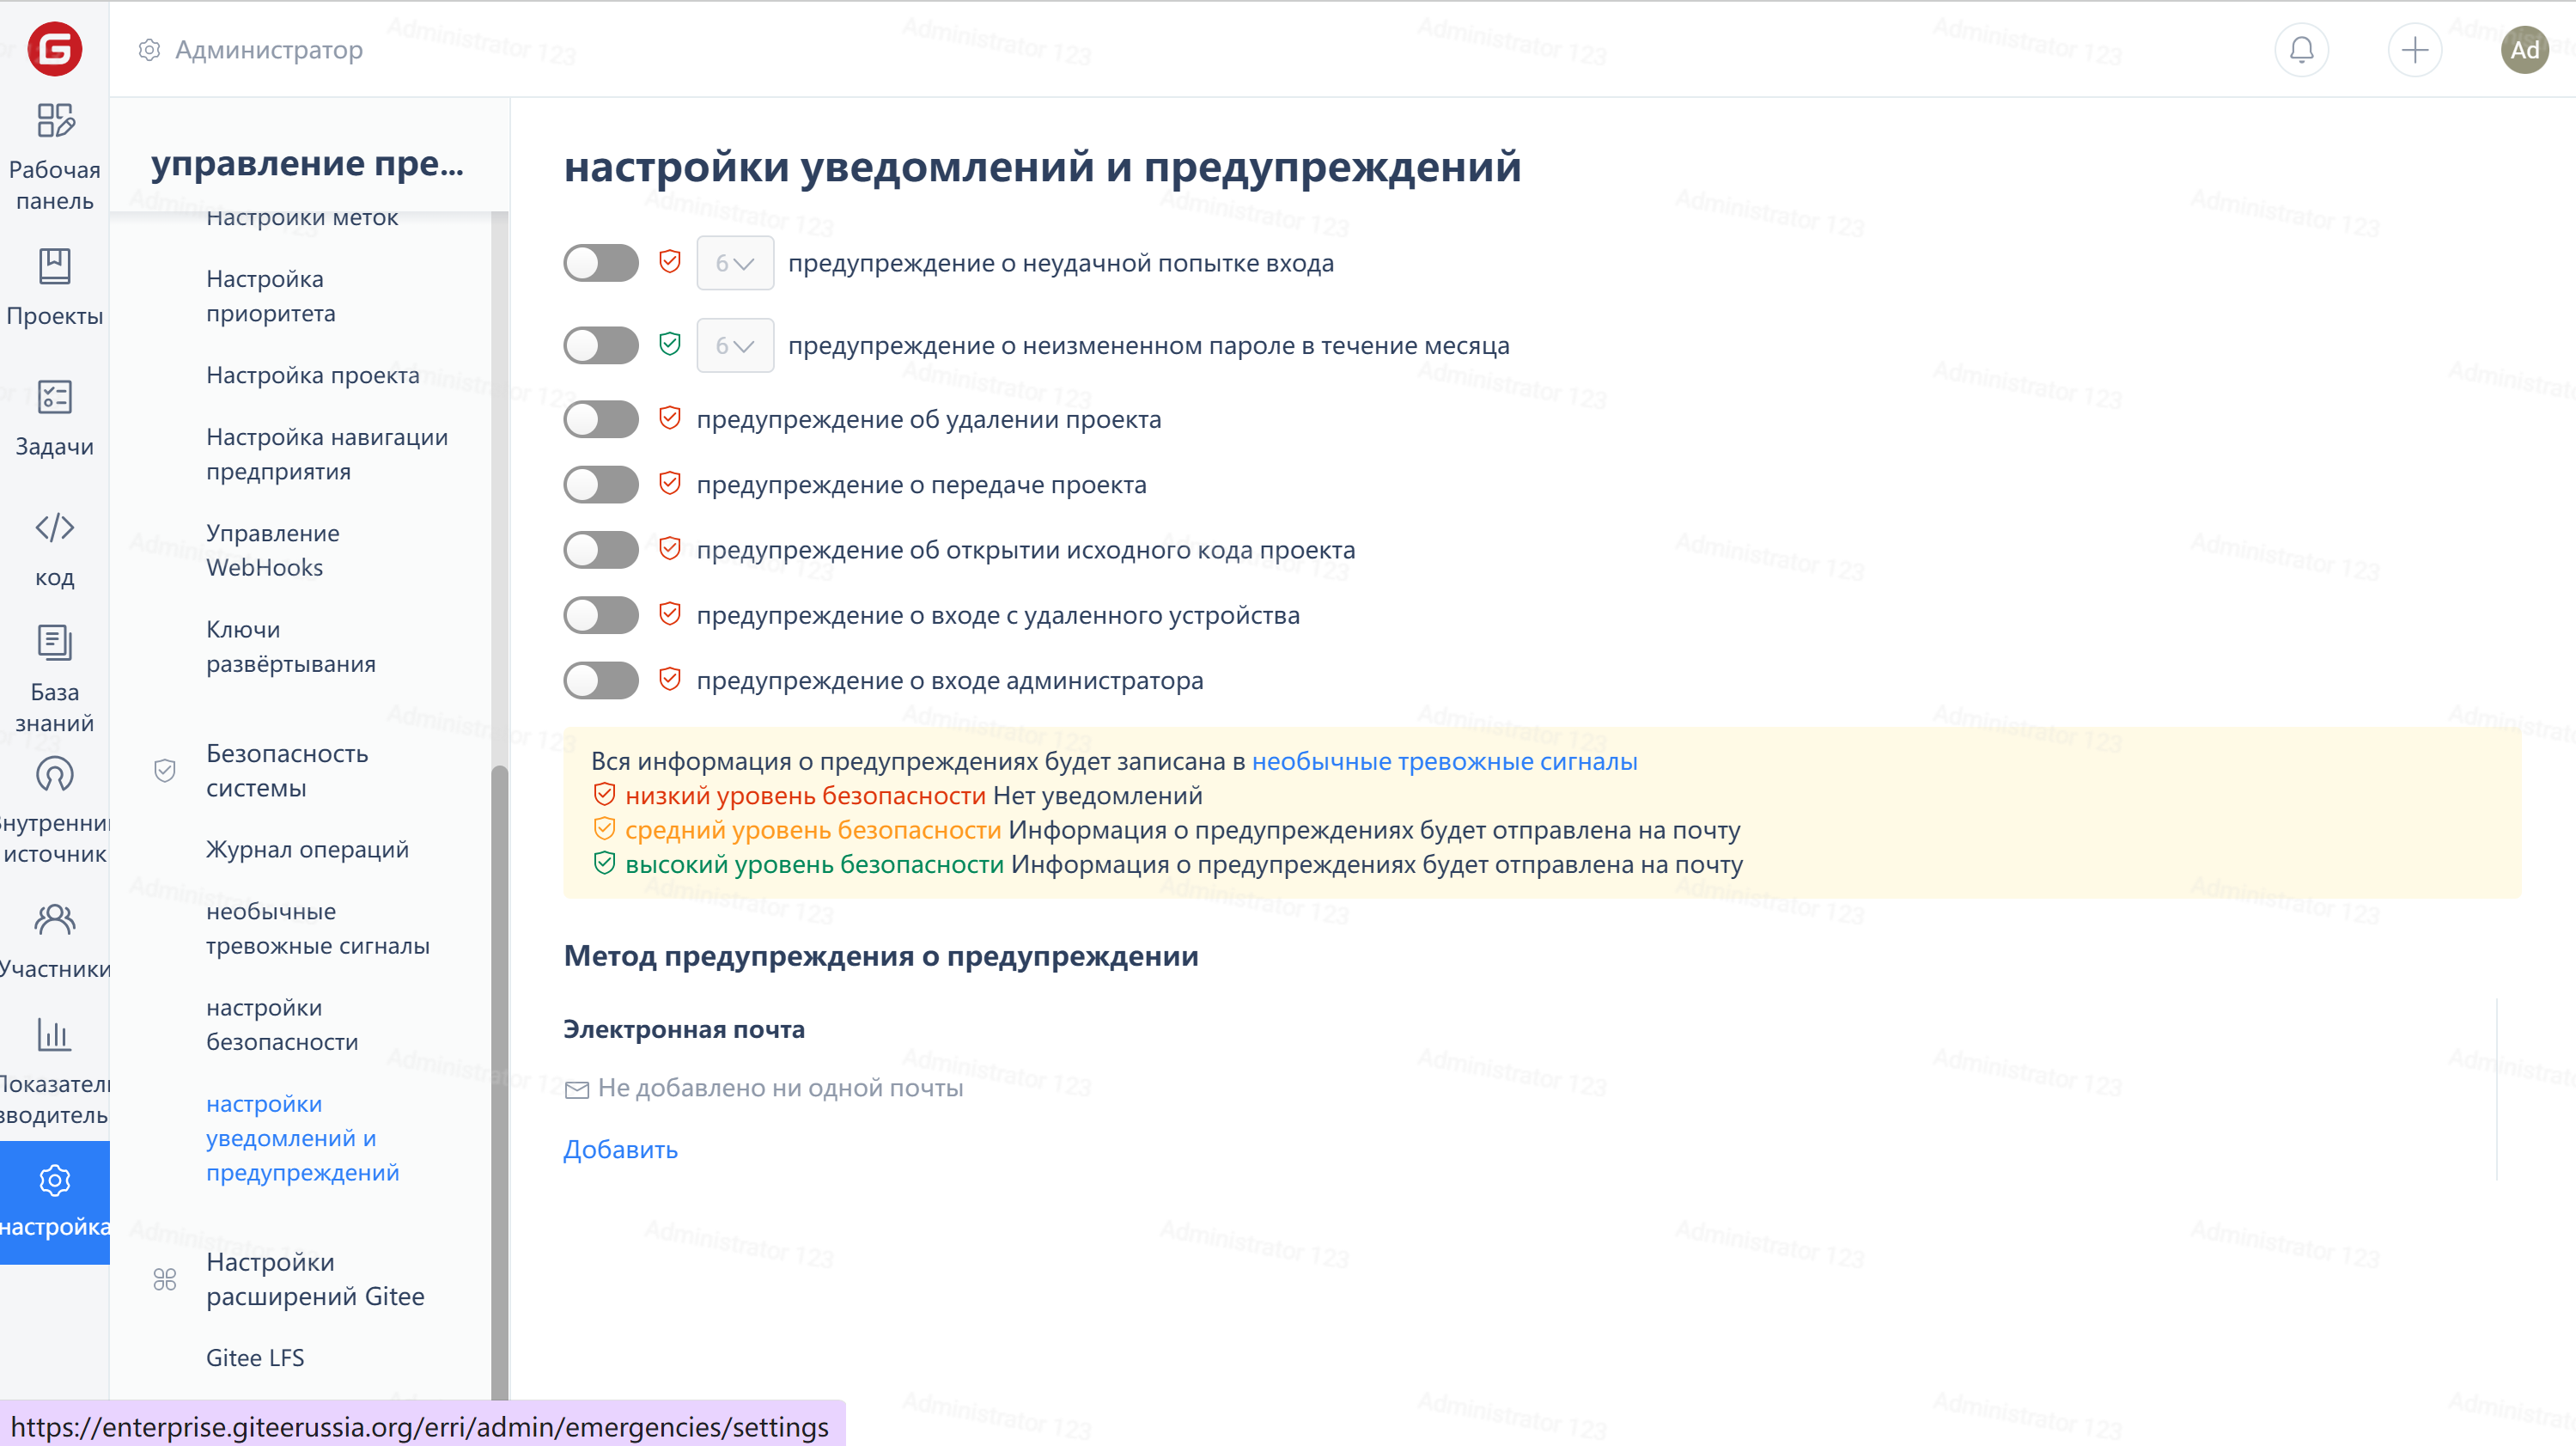 Администратор
Ad
Рабочая
панель
Проекты
Задачи
код
База
знаний
источник
Участники
настройка
управление пре...
Настройки меток
Настройка
приоритета
Настройка проекта
Настройка навигации
предприятия
Управление
WebHooks
Ключи
развёртывания
Безопасность
системы
Журнал операций
необычные
тревожные сигналы
настройки
безопасности
настройки
уведомлений и
предупреждений
Настройки
расширений Gitee
Gitee LFS
настройки уведомлений и предупреждений
6 предупреждение о неудачной попытке входа
6 предупреждение о неизмененном пароле в течение месяца
предупреждение об удалении проекта
предупреждение о передаче проекта
предупреждение об открытии исходного кода проекта
предупреждение о входе с удаленного устройства
предупреждение о входе администратора
Вся информация о предупреждениях будет записана в необычные тревожные сигналы
низкий уровень безопасности Нет уведомлений
средний уровень безопасности Информация о предупреждениях будет отправлена на почту
высокий уровень безопасности Информация о предупреждениях будет отправлена на почту
Метод предупреждения о предупреждении
Электронная почта
Не добавлено ни одной почты
Добавить
https://enterprise.giteerussia.org/erri/admin/emergencies/settings
Administrator 123